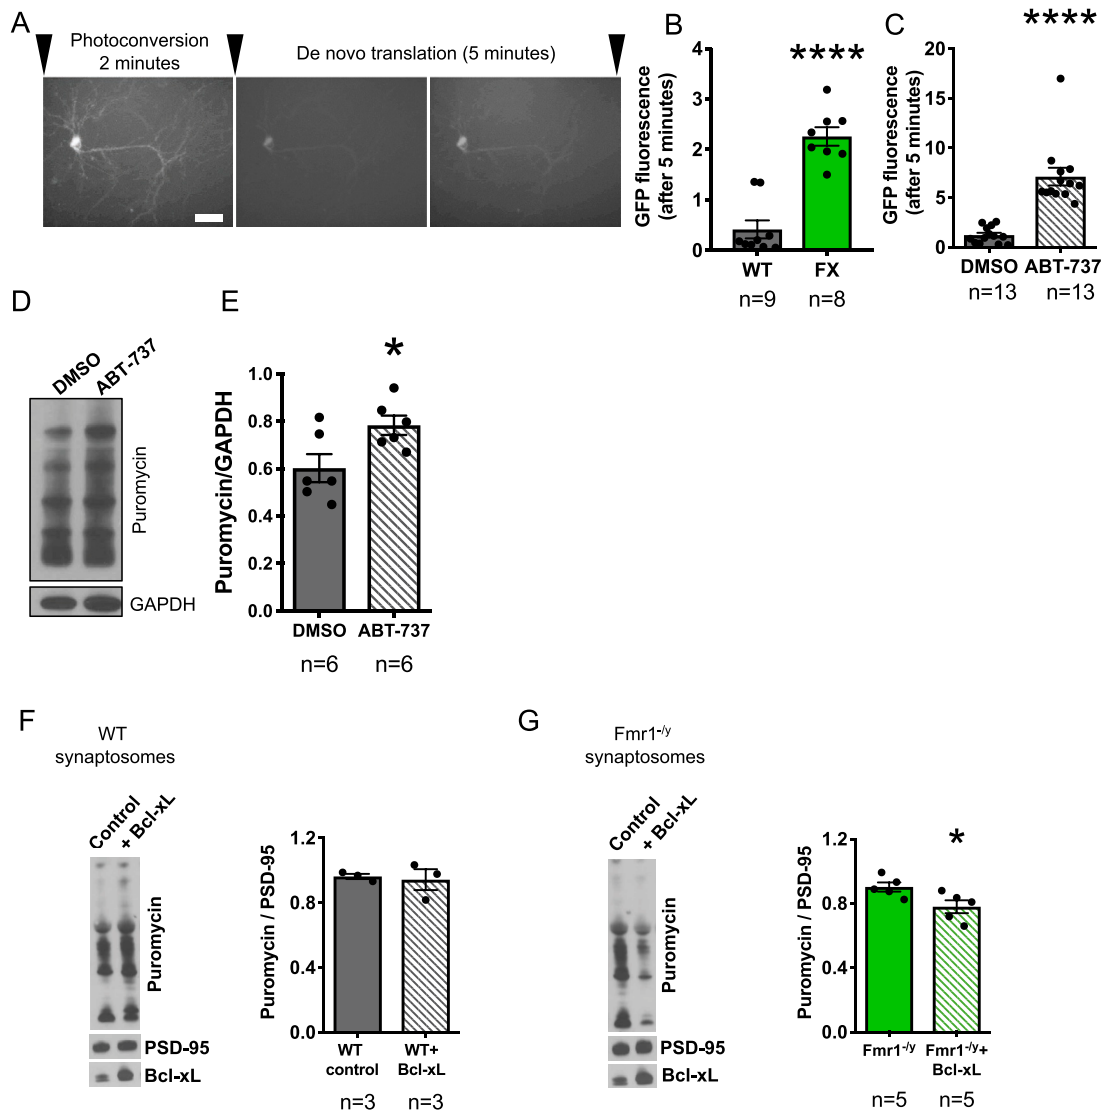 A
Photoconversion
2 minutes
De novo translation (5 minutes)
B
GFP fluorescence
(after 5 minutes)
4
3
2
1
0
****
WT
FX
n=9
n=8
C
GFP fluorescence
(after 5 minutes)
20
15
10
5
0
****
DMSO
ABT-737
n=13
n=13
D
DMSO
ABT-737
Puromycin
GAPDH
E
Puromycin/GAPDH
1.0
0.8
0.6
0.4
0.2
0.0
*
DMSO
ABT-737
n=6
n=6
F
WT
synaptosomes
Control
+ Bcl-xL
Puromycin
PSD-95
Bcl-xL
Puromycin / PSD-95
1.2
0.8
0.4
0.0
WT
control
WT+
Bcl-xL
n=3
n=3
G
Fmr1-/y
synaptosomes
Control
+ Bcl-xL
Puromycin
PSD-95
Bcl-xL
Puromycin / PSD-95
1.2
0.8
0.4
0.0
*
Fmr1-/y
Fmr1-/y+
Bcl-xL
n=5
n=5